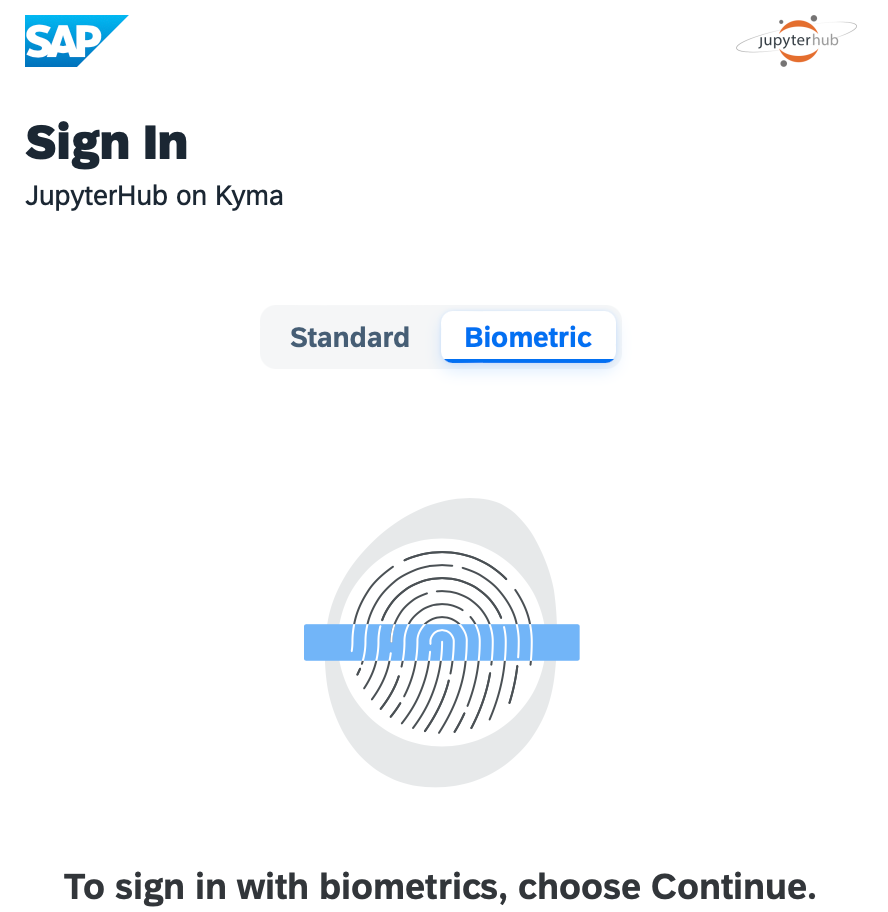 SAP
jupyterhub
Sign In
JupyterHub on Kyma
Standard
Biometric
To sign in with biometrics, choose Continue.